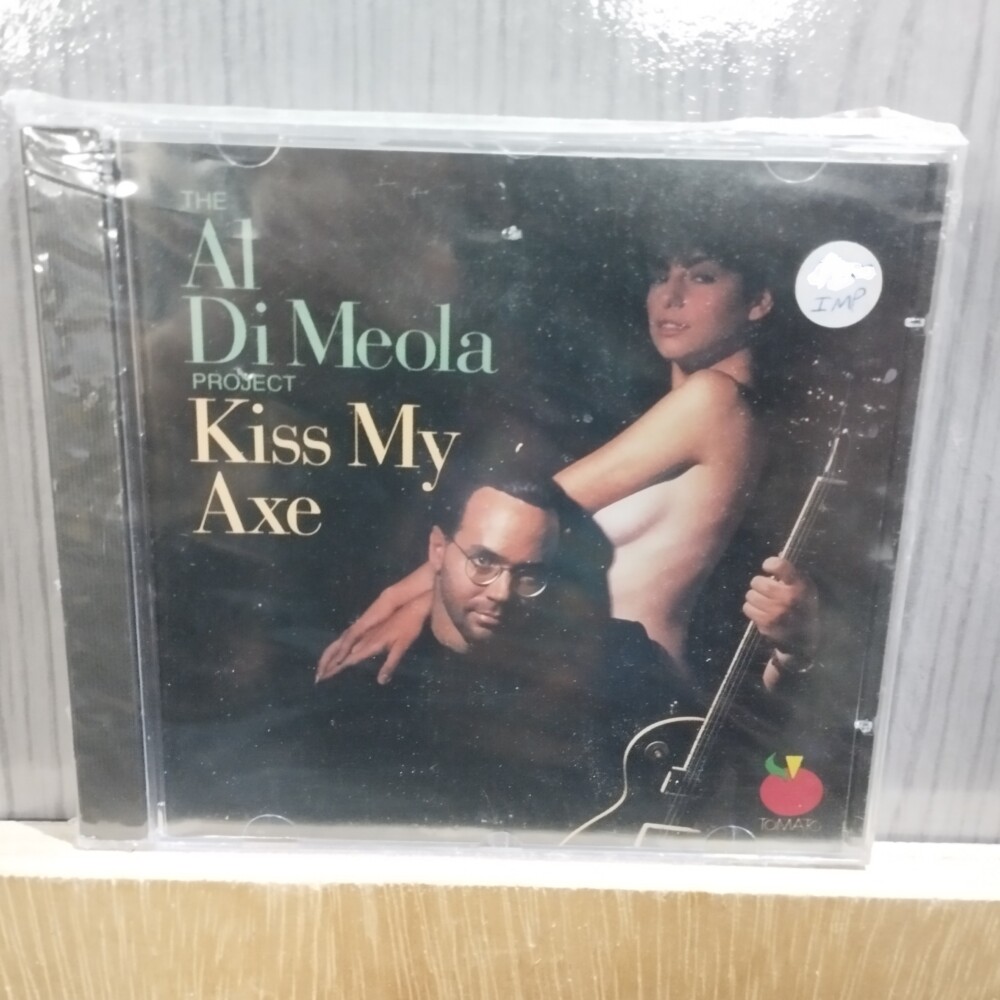 THE
Al
Di Meola
PROJECT
Kiss My
Axe
IMP
TOMATO